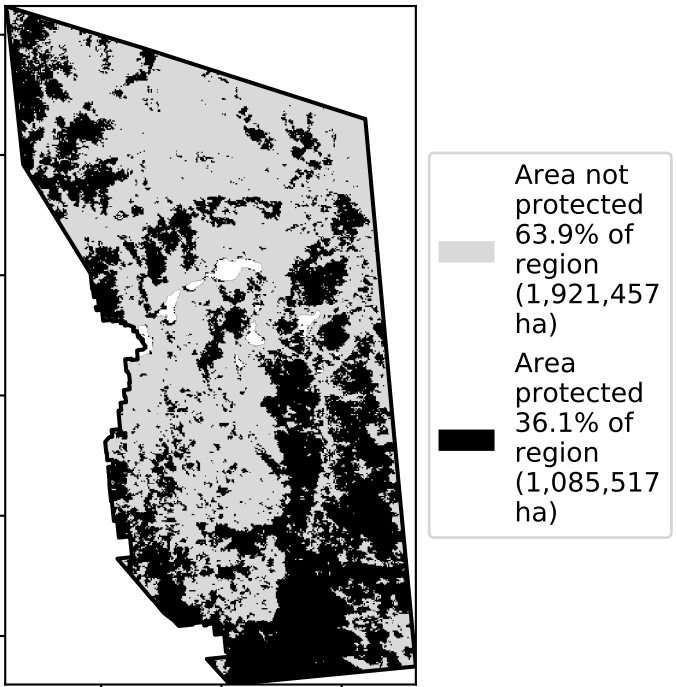 Area not
protected
63.9% of
region
(1,921,457
ha)
Area
protected
36.1% of
region
(1,085,517
ha)